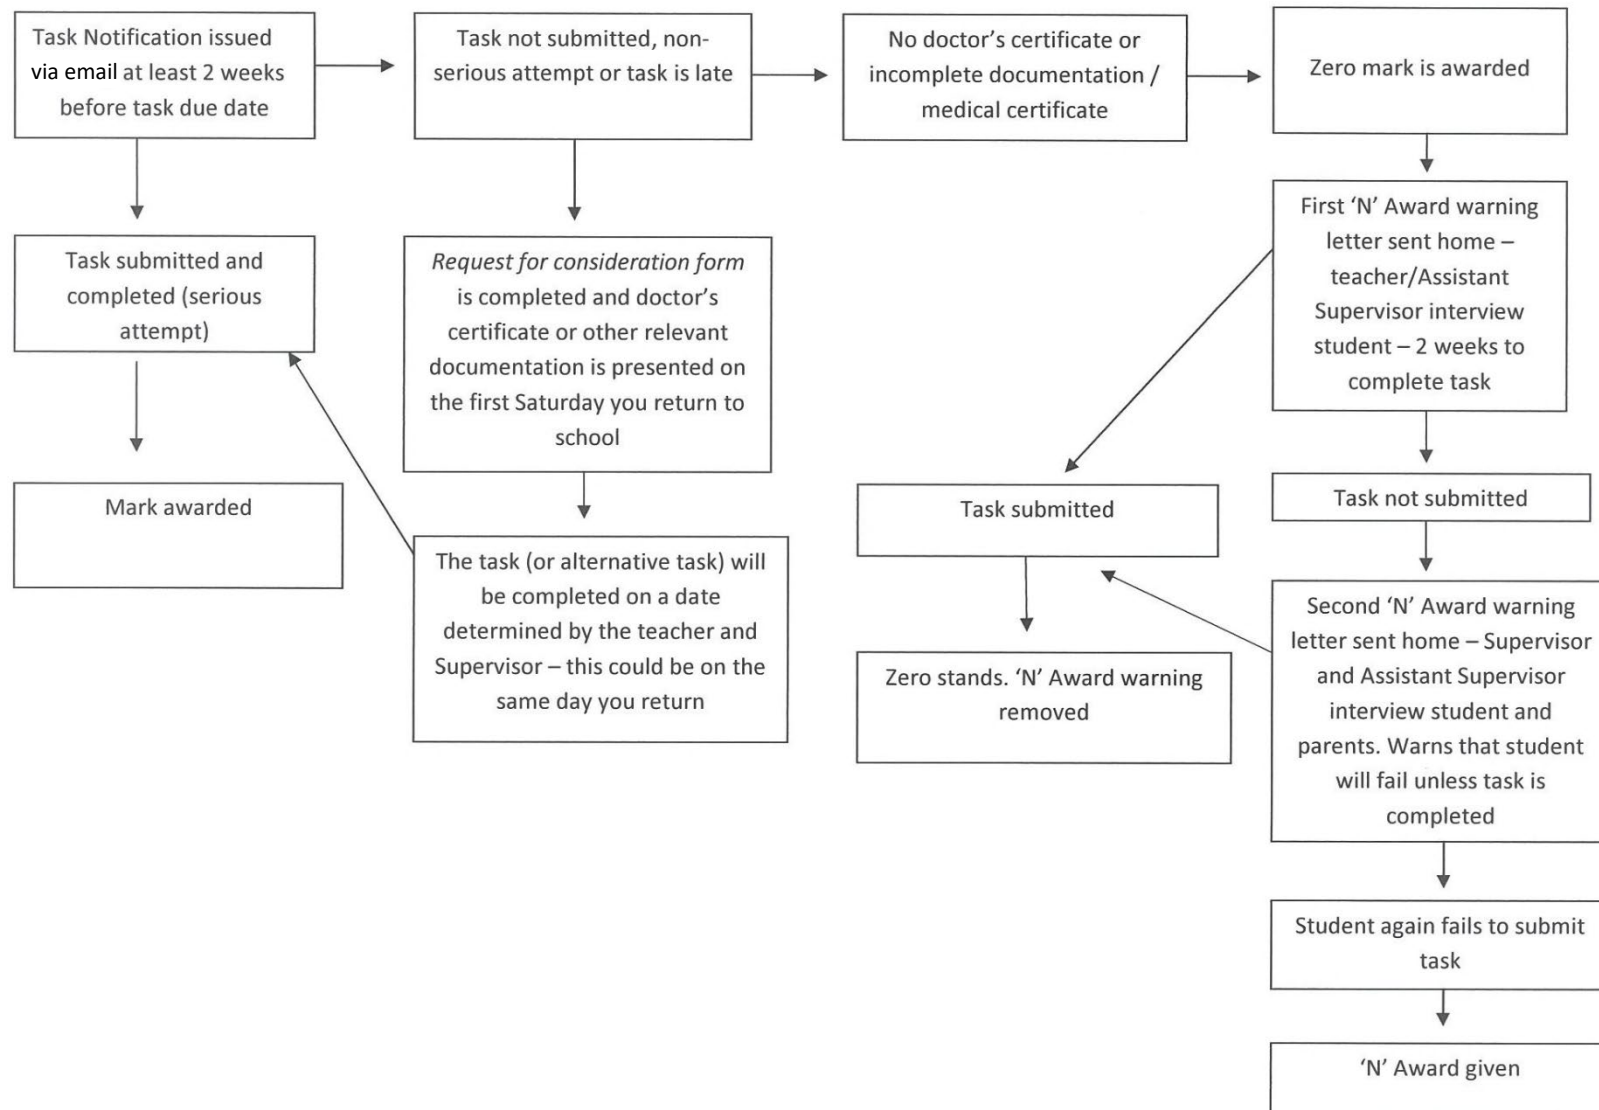 Task Notification issued
via email at least 2 weeks
before task due date
Task not submitted, non-
serious attempt or task is late
No doctor’s certificate or
incomplete documentation /
medical certificate
Zero mark is awarded
Task submitted and
completed (serious
attempt)
Request for consideration form
is completed and doctor’s
certificate or other relevant
documentation is presented on
the first Saturday you return to
school
First ‘N’ Award warning
letter sent home –
teacher/Assistant
Supervisor interview
student – 2 weeks to
complete task
Mark awarded
Task submitted
Task not submitted
The task (or alternative task) will
be completed on a date
determined by the teacher and
Supervisor – this could be on the
same day you return
Zero stands. ‘N’ Award warning
removed
Second ‘N’ Award warning
letter sent home – Supervisor
and Assistant Supervisor
interview student and
parents. Warns that student
will fail unless task is
completed
Student again fails to submit
task
‘N’ Award given